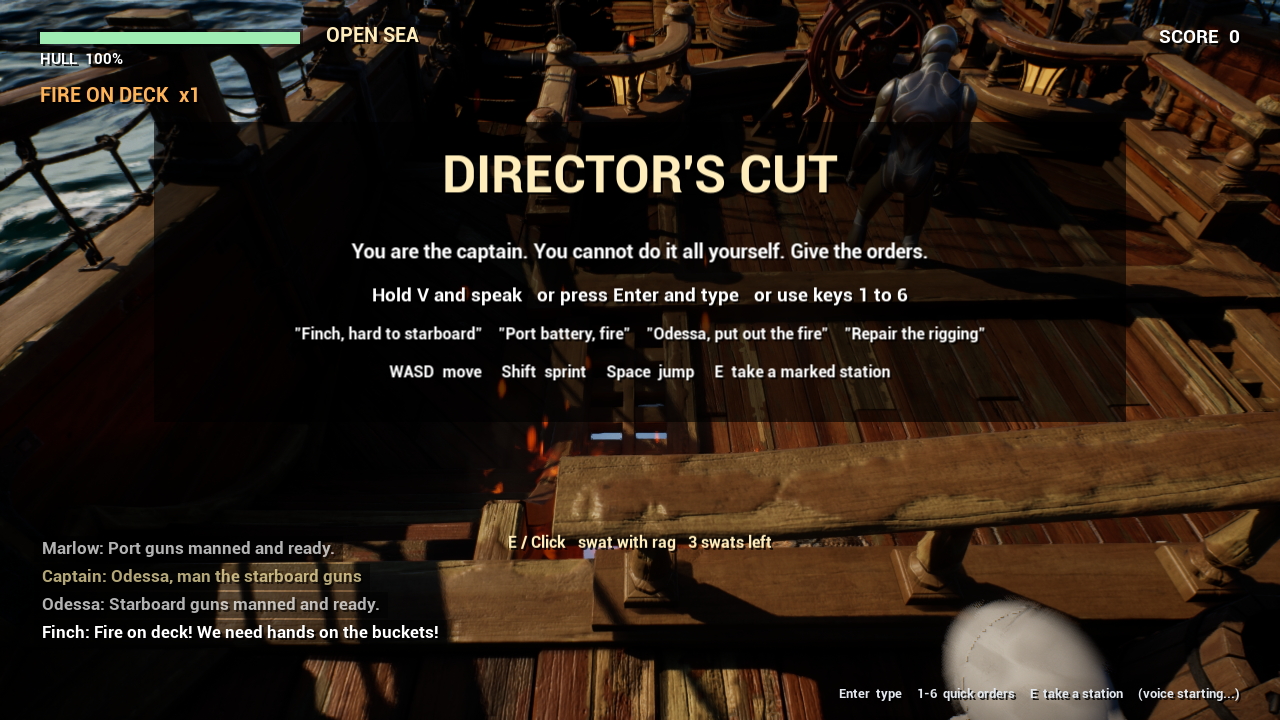 OPEN SEA
SCORE 0
HULL 100%
FIRE ON DECK x1
DIRECTOR'S CUT
You are the captain. You cannot do it all yourself. Give the orders.
Hold V and speak or press Enter and type or use keys 1 to 6
"Finch, hard to starboard" "Port battery, fire" "Odessa, put out the fire" "Repair the rigging"
WASD move Shift sprint Space jump E take a marked station
E / Click swat with rag 3 swats left
Marlow: Port guns manned and ready.
Captain: Odessa, man the starboard guns
Odessa: Starboard guns manned and ready.
Finch: Fire on deck! We need hands on the buckets!
Enter type 1-6 quick orders E take a station (voice starting...)